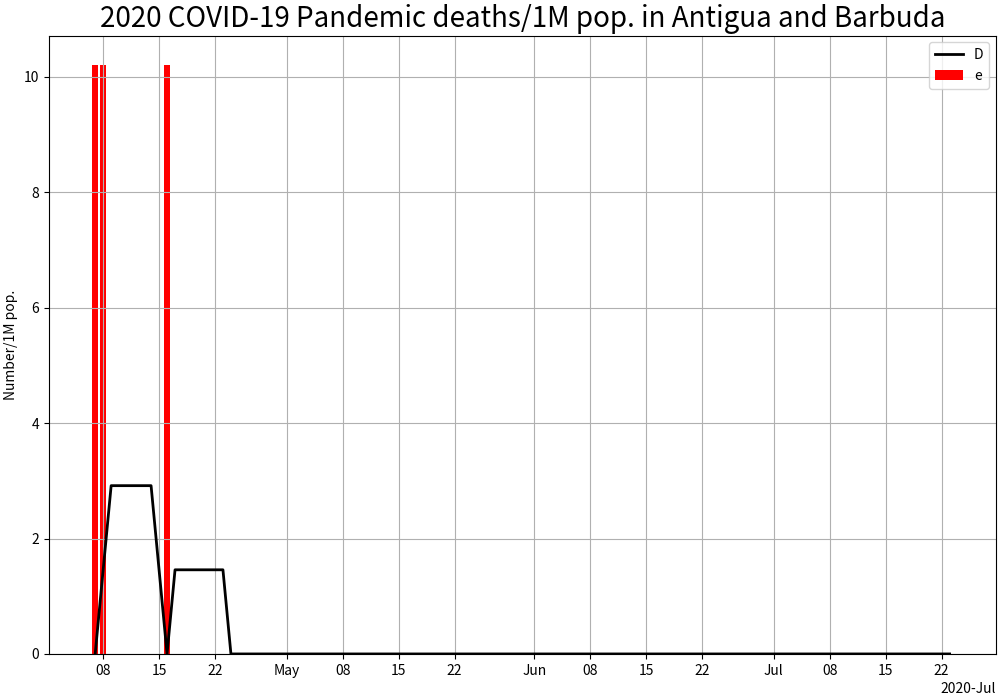 2020 COVID-19 Pandemic deaths/1M pop. in Antigua and Barbuda
D
e
Number/1M pop.
10
8
6
4
2
0
08 15 22 May 08 15 22 Jun 08 15 22 Jul 08 15 22
2020-Jul